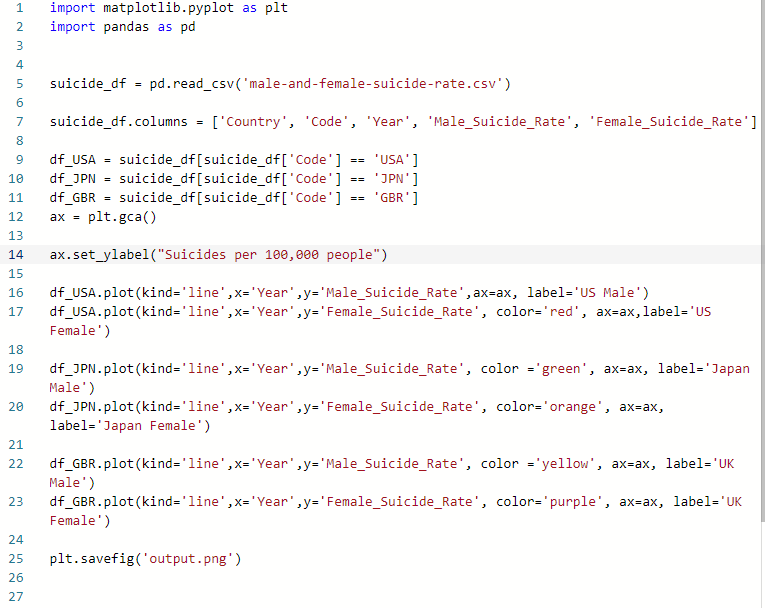 1 import matplotlib.pyplot as plt
2 import pandas as pd
3
4
5 suicide_df = pd.read_csv('male-and-female-suicide-rate.csv')
6
7 suicide_df.columns = ['Country', 'Code', 'Year', 'Male_Suicide_Rate', 'Female_Suicide_Rate']
8
9 df_USA = suicide_df[suicide_df['Code'] == 'USA']
10 df_JPN = suicide_df[suicide_df['Code'] == 'JPN']
11 df_GBR = suicide_df[suicide_df['Code'] == 'GBR']
12 ax = plt.gca()
13
14 ax.set_ylabel("Suicides per 100,000 people")
15
16 df_USA.plot(kind='line',x='Year',y='Male_Suicide_Rate',ax=ax, label='US Male')
17 df_USA.plot(kind='line',x='Year',y='Female_Suicide_Rate', color='red', ax=ax,label='US
Female')
18
19 df_JPN.plot(kind='line',x='Year',y='Male_Suicide_Rate', color ='green', ax=ax, label='Japan
Male')
20 df_JPN.plot(kind='line',x='Year',y='Female_Suicide_Rate', color='orange', ax=ax,
label='Japan Female')
21
22 df_GBR.plot(kind='line',x='Year',y='Male_Suicide_Rate', color ='yellow', ax=ax, label='UK
Male')
23 df_GBR.plot(kind='line',x='Year',y='Female_Suicide_Rate', color='purple', ax=ax, label='UK
Female')
24
25 plt.savefig('output.png')
26
27